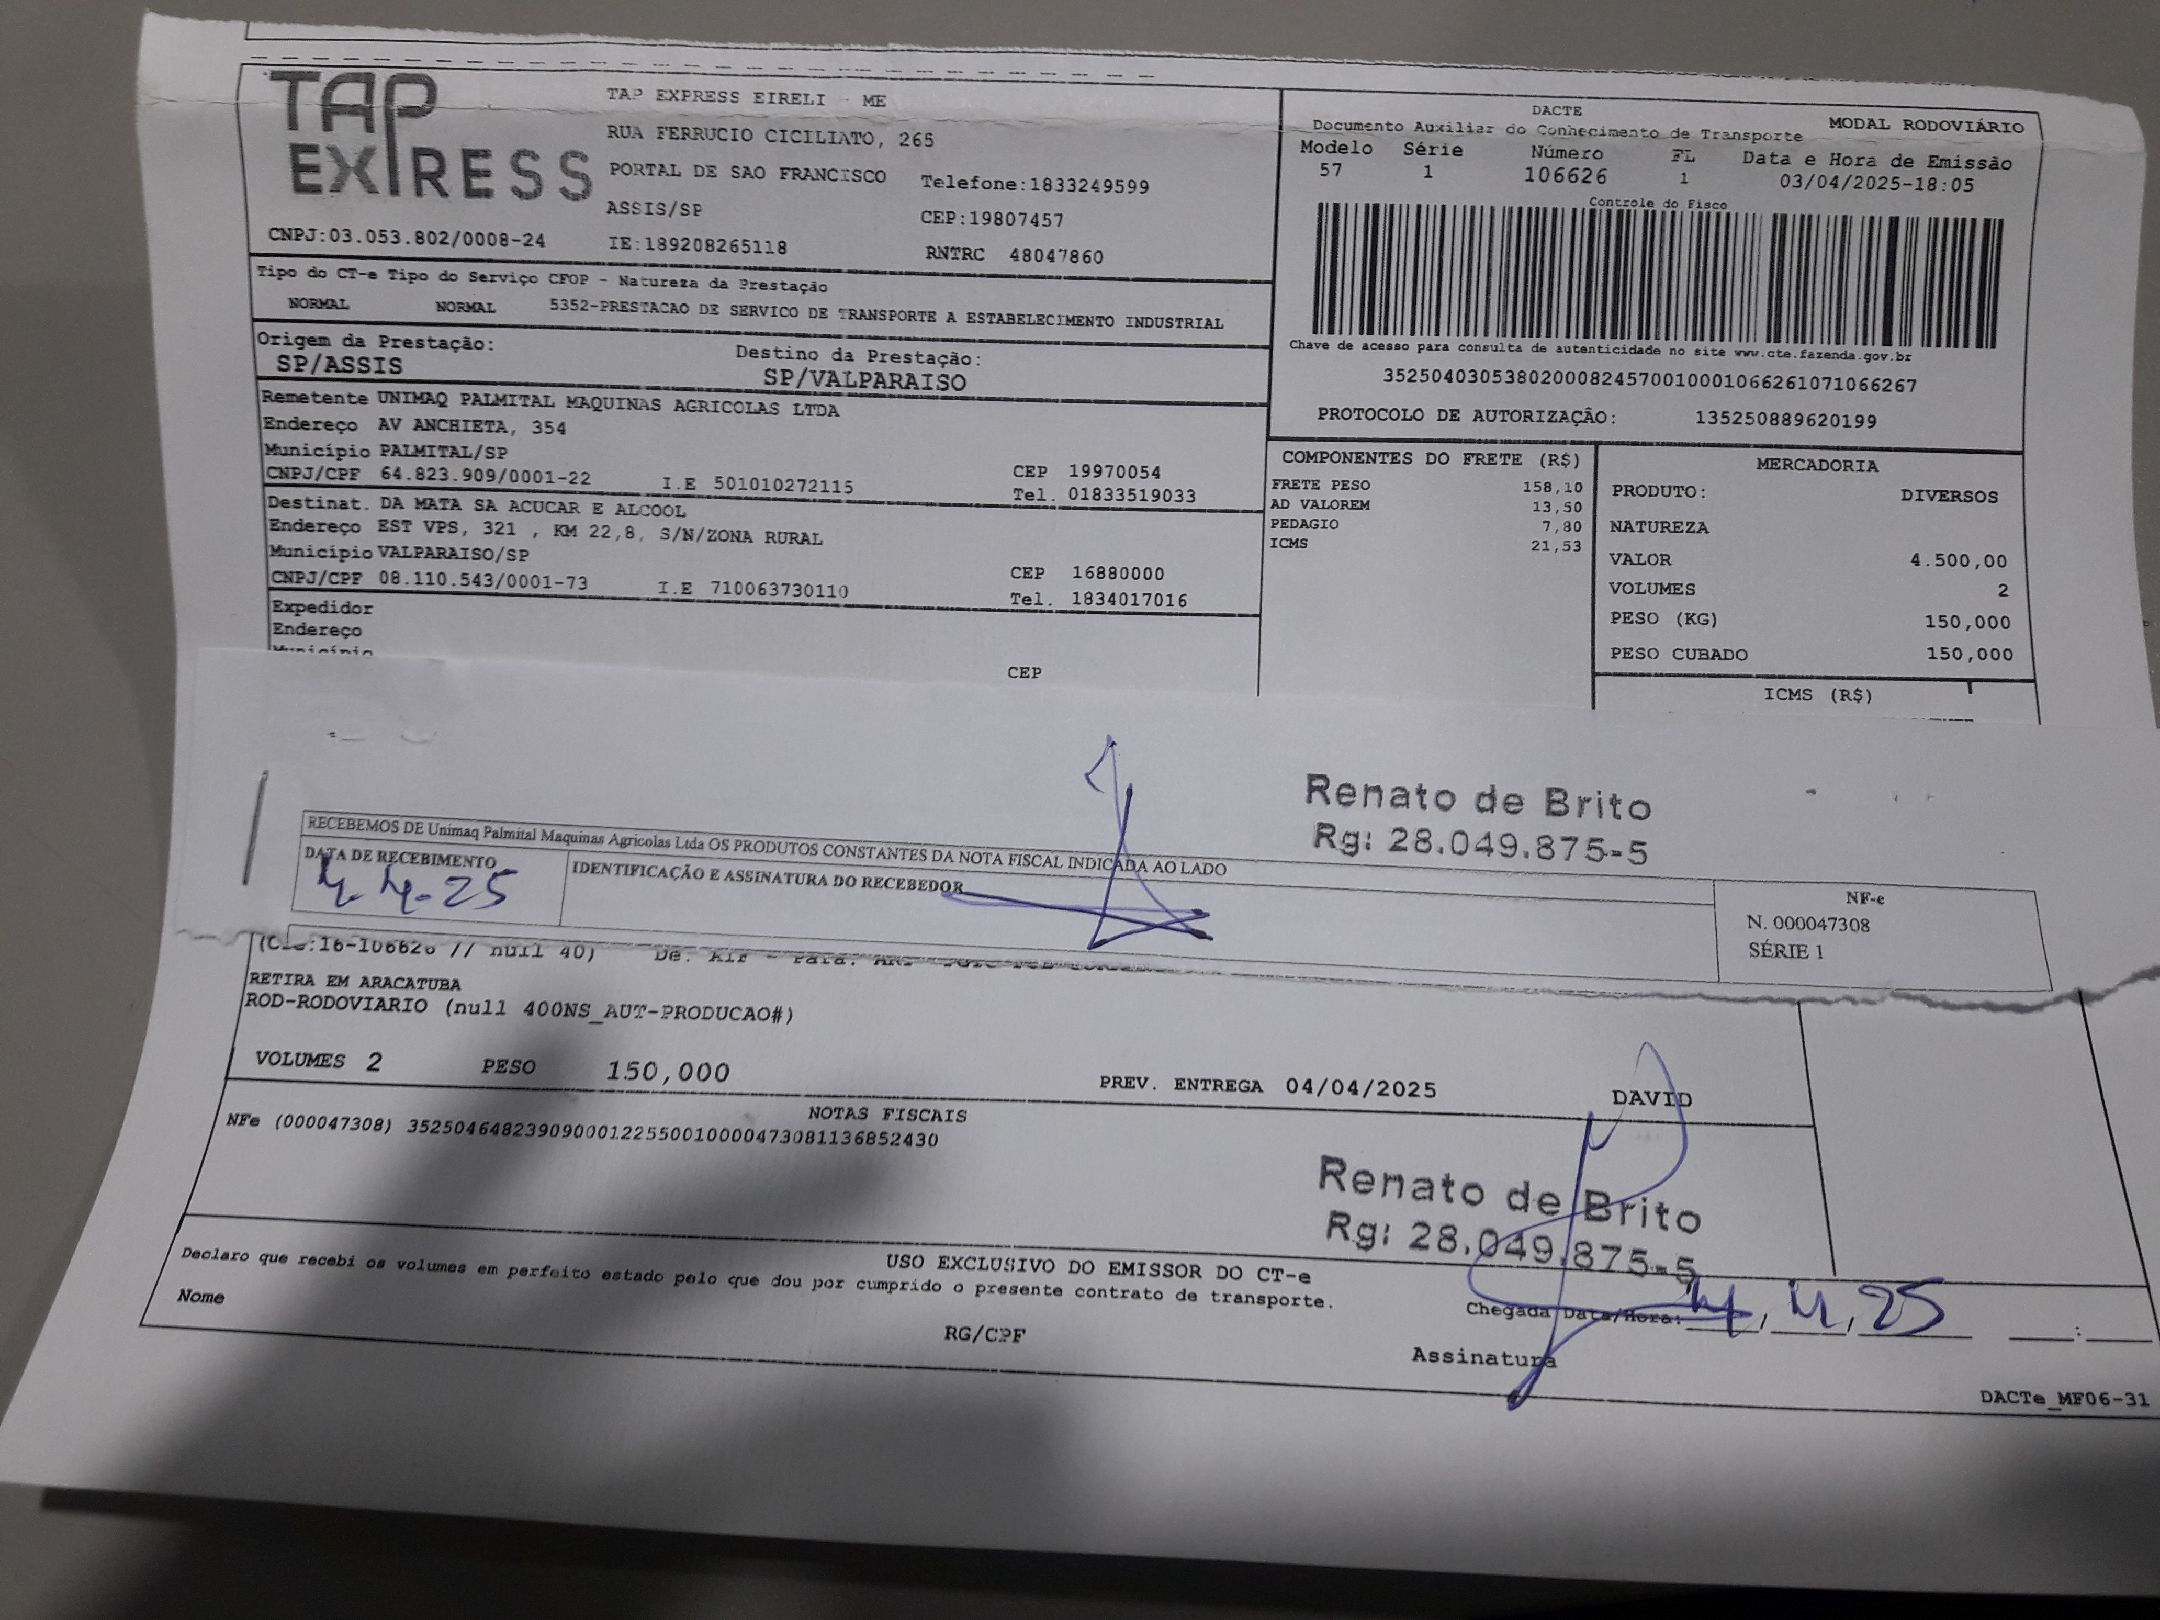 TAP EXPRESS
TAP EXPRESS EIRELI - ME
RUA FERRUCIO CICILIATO, 265
PORTAL DE SAO FRANCISCO Telefone:1833249599
ASSIS/SP CEP:19807457
CNPJ:03.053.802/0008-24 IE:189208265118 RNTRC 48047860
DACTE MODAL RODOVIÁRIO
Documento Auxiliar do Conhecimento de Transporte
Modelo Série Número FL Data e Hora de Emissão
57 1 106626 1 03/04/2025-18:05
Controle do Fisco
Chave de acesso para consulta de autenticidade no site www.cte.fazenda.gov.br
35250403053802000824570010001066261071066267
PROTOCOLO DE AUTORIZAÇÃO: 135250889620199
Tipo do CT-e Tipo do Serviço CFOP - Natureza da Prestação
NORMAL NORMAL 5352-PRESTACAO DE SERVICO DE TRANSPORTE A ESTABELECIMENTO INDUSTRIAL
Origem da Prestação: Destino da Prestação:
SP/ASSIS SP/VALPARAISO
Remetente UNIMAQ PALMITAL MAQUINAS AGRICOLAS LTDA
Endereço AV ANCHIETA, 354
Município PALMITAL/SP CEP 19970054
CNPJ/CPF 64.823.909/0001-22 I.E 501010272115 Tel. 01833519033
Destinat. DA MATA SA ACUCAR E ALCOOL
Endereço EST VPS, 321 , KM 22,8, S/N/ZONA RURAL
Município VALPARAISO/SP CEP 16880000
CNPJ/CPF 08.110.543/0001-73 I.E 710063730110 Tel. 1834017016
Expedidor
Endereço
Município
CEP
COMPONENTES DO FRETE (R$)
FRETE PESO 158,10
AD VALOREM 13,50
PEDAGIO 7,80
ICMS 21,53
MERCADORIA
PRODUTO: DIVERSOS
NATUREZA
VALOR 4.500,00
VOLUMES 2
PESO (KG) 150,000
PESO CUBADO 150,000
ICMS (R$)
Renato de Brito
Rg: 28.049.875-5
RECEBEMOS DE Unimaq Palmital Maquinas Agricolas Ltda OS PRODUTOS CONSTANTES DA NOTA FISCAL INDICADA AO LADO
DATA DE RECEBIMENTO IDENTIFICAÇÃO E ASSINATURA DO RECEBEDOR
4.4.25
NF-e
N. 000047308
SÉRIE 1
16-106626 // null 40) De:
RETIRA EM ARACATUBA
ROD-RODOVIARIO (null 400NS_AUT-PRODUCAO#)
VOLUMES 2 PESO 150,000 PREV. ENTREGA 04/04/2025 DAVID
NOTAS FISCAIS
NFe (000047308) 35250464823909000122550010000473081136852430
Renato de Brito
Rg: 28.049.875-5
USO EXCLUSIVO DO EMISSOR DO CT-e
Declaro que recebi os volumes em perfeito estado pelo que dou por cumprido o presente contrato de transporte.
Nome RG/CPF Chegada Data/Hora: 4, 4, 25
Assinatura
DACTe_MF06-31